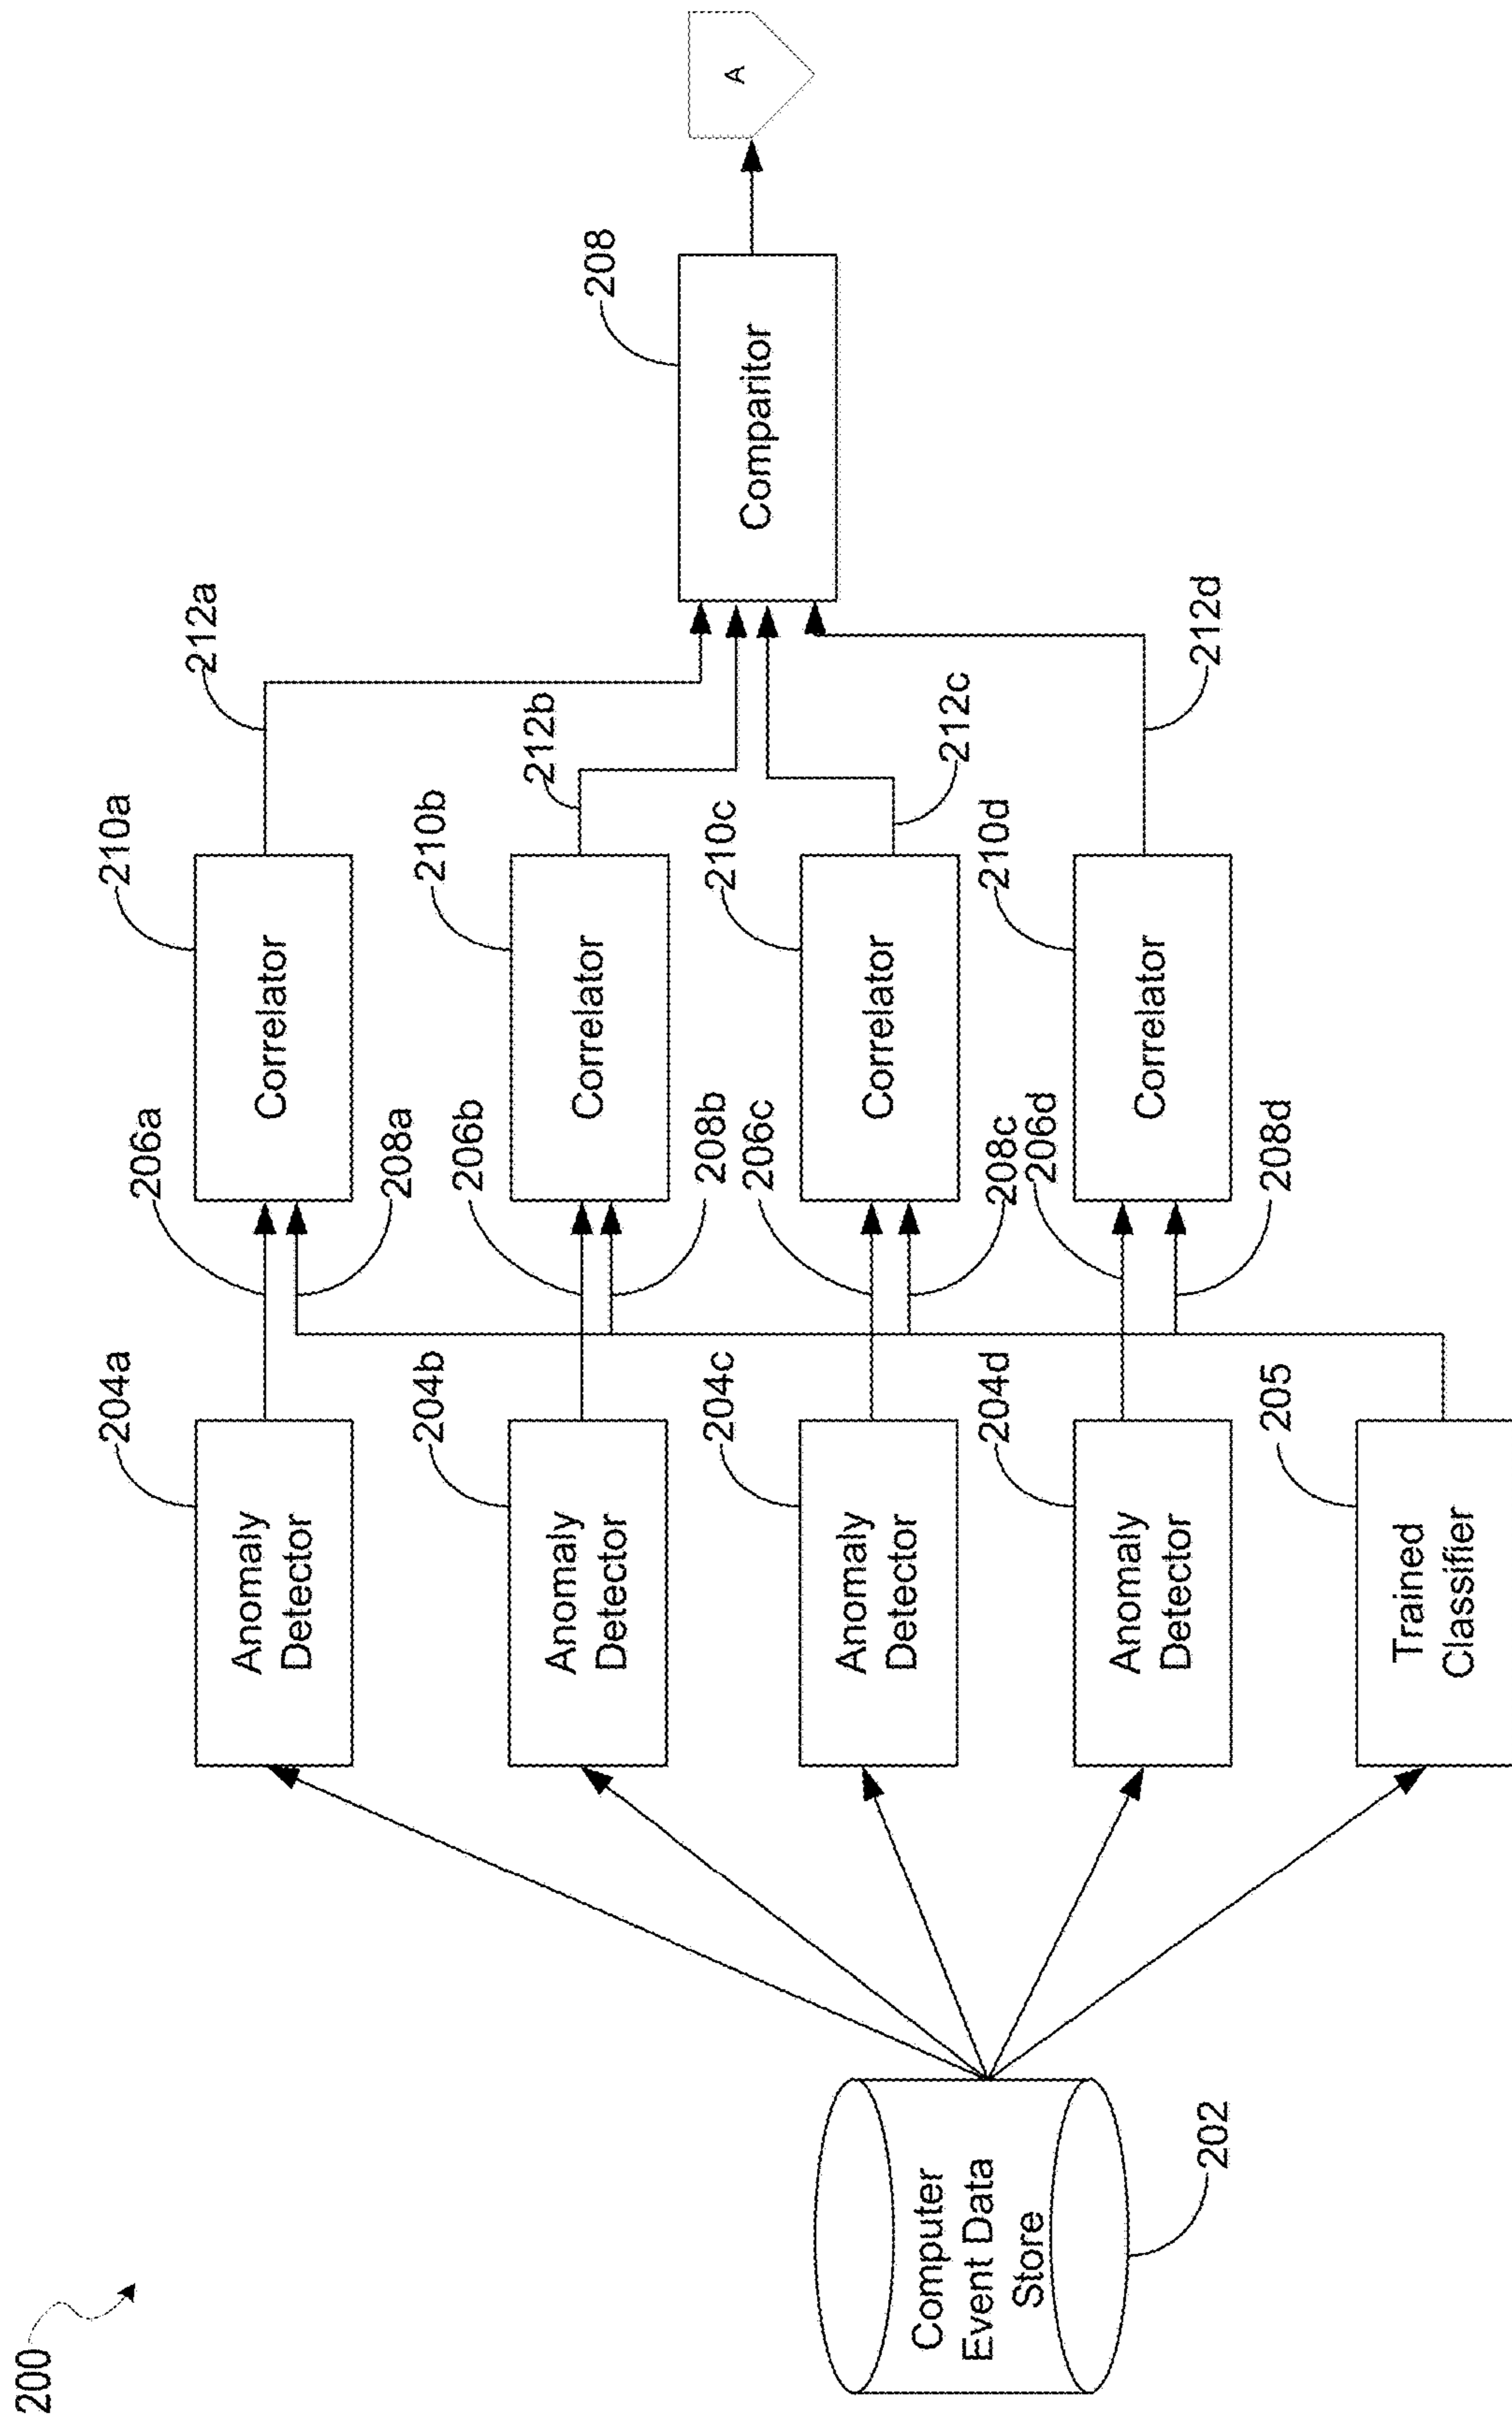 200
Computer
Event Data
Store
202
Anomaly
Detector
204a
Anomaly
Detector
204b
Anomaly
Detector
204c
Anomaly
Detector
204d
Trained
Classifier
205
206a
208a
206b
208b
206c
208c
206d
208d
Correlator
210a
Correlator
210b
Correlator
210c
Correlator
210d
212a
212b
212c
212d
Comparitor
208
A